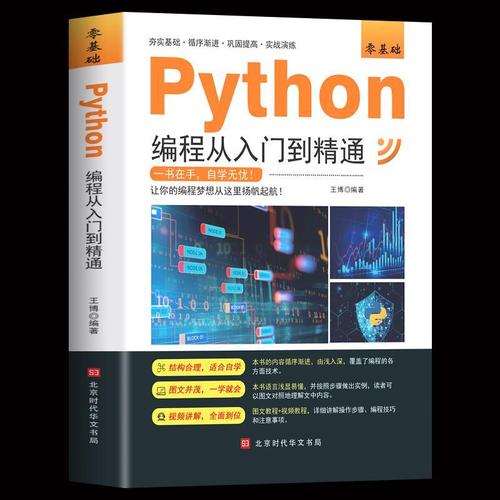 零基础
Python
编程从入门到精通
王博◎编著
S3
北京时代华文书局
夯实基础·循序渐进·巩固提高·实战演练
零基础
Python
编程从入门到精通
一书在手，自学无忧！
让你的编程梦想从这里扬帆起航！
王博◎编著
NODE 01
NODE 02
NODE 01
BLOCK 01
结构合理，适合自学
本书的内容循序渐进，由浅入深，覆盖了编程的各
方面技术。
图文并茂，一学就会
本书语言浅显易懂，并按照步骤做出实例，读者可
以图文对照地理解文中内容。
视频讲解，全面到位
图文教程+视频教程，详细讲解操作步骤、编程技巧
和注意事项。
S3
北京时代华文书局